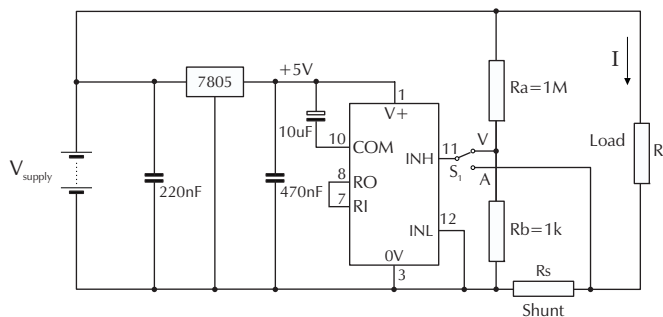 I
7805
+5V
1
V+
Ra=1M
10uF
10
COM
INH
11
V
S1
A
Load
R
Vsupply
220nF
470nF
8
RO
7
RI
12
INL
Rb=1k
0V
3
Rs
Shunt